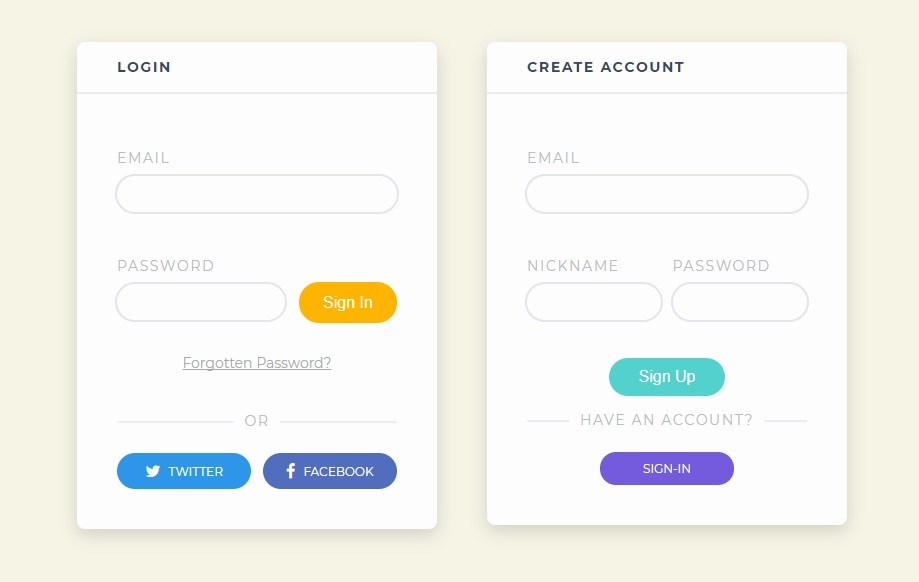 LOGIN
EMAIL
PASSWORD
Sign In
Forgotten Password?
OR
TWITTER
FACEBOOK
CREATE ACCOUNT
EMAIL
NICKNAME
PASSWORD
Sign Up
HAVE AN ACCOUNT?
SIGN-IN